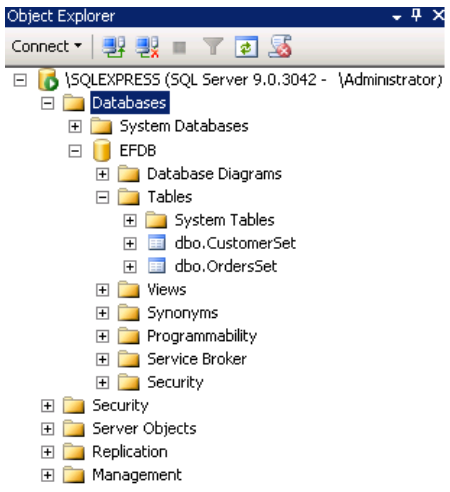 Object Explorer
Connect
\SQLEXPRESS (SQL Server 9.0.3042 - \Administrator)
Databases
System Databases
EFDB
Database Diagrams
Tables
System Tables
dbo.CustomerSet
dbo.OrdersSet
Views
Synonyms
Programmability
Service Broker
Security
Security
Server Objects
Replication
Management